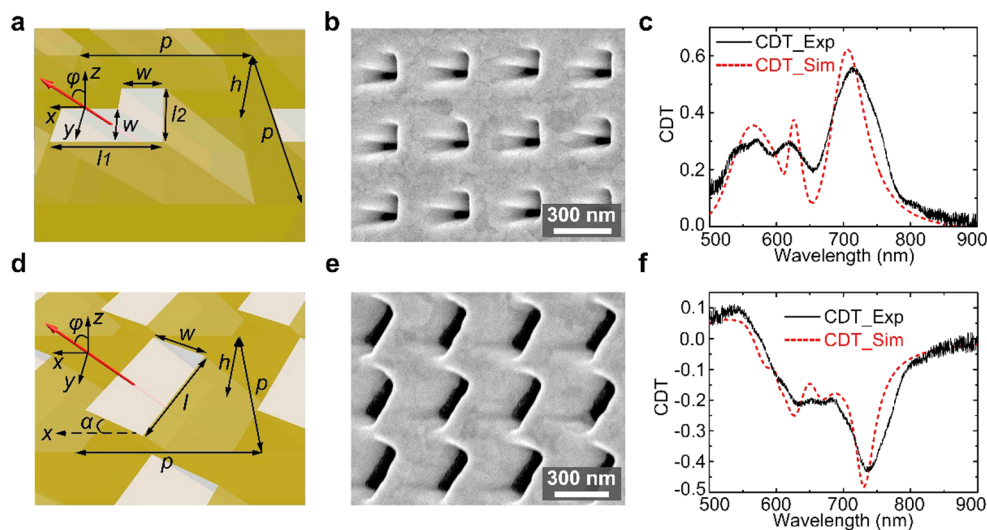 a
p
w
h
φ
z
x
y
w
l2
l1
p
b
300 nm
c
CDT_Exp
CDT_Sim
CDT
0.6
0.4
0.2
0.0
500 600 700 800 900
Wavelength (nm)
d
φ
z
x
y
w
h
p
l
α
x
p
e
300 nm
f
CDT_Exp
CDT_Sim
CDT
0.1
0.0
-0.1
-0.2
-0.3
-0.4
-0.5
500 600 700 800 900
Wavelength (nm)